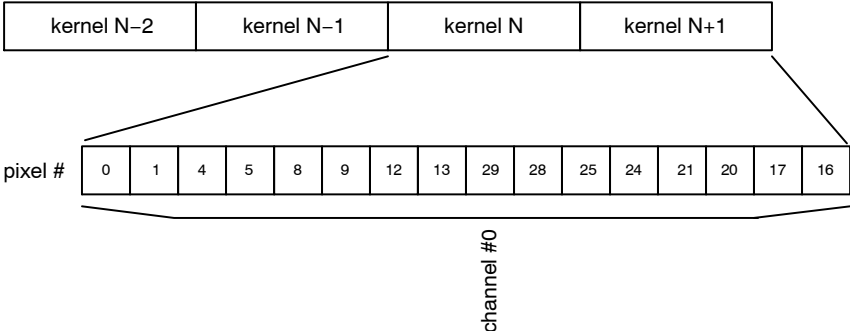 kernel N−2 kernel N−1 kernel N kernel N+1
pixel # 0 1 4 5 8 9 12 13 29 28 25 24 21 20 17 16
channel #0